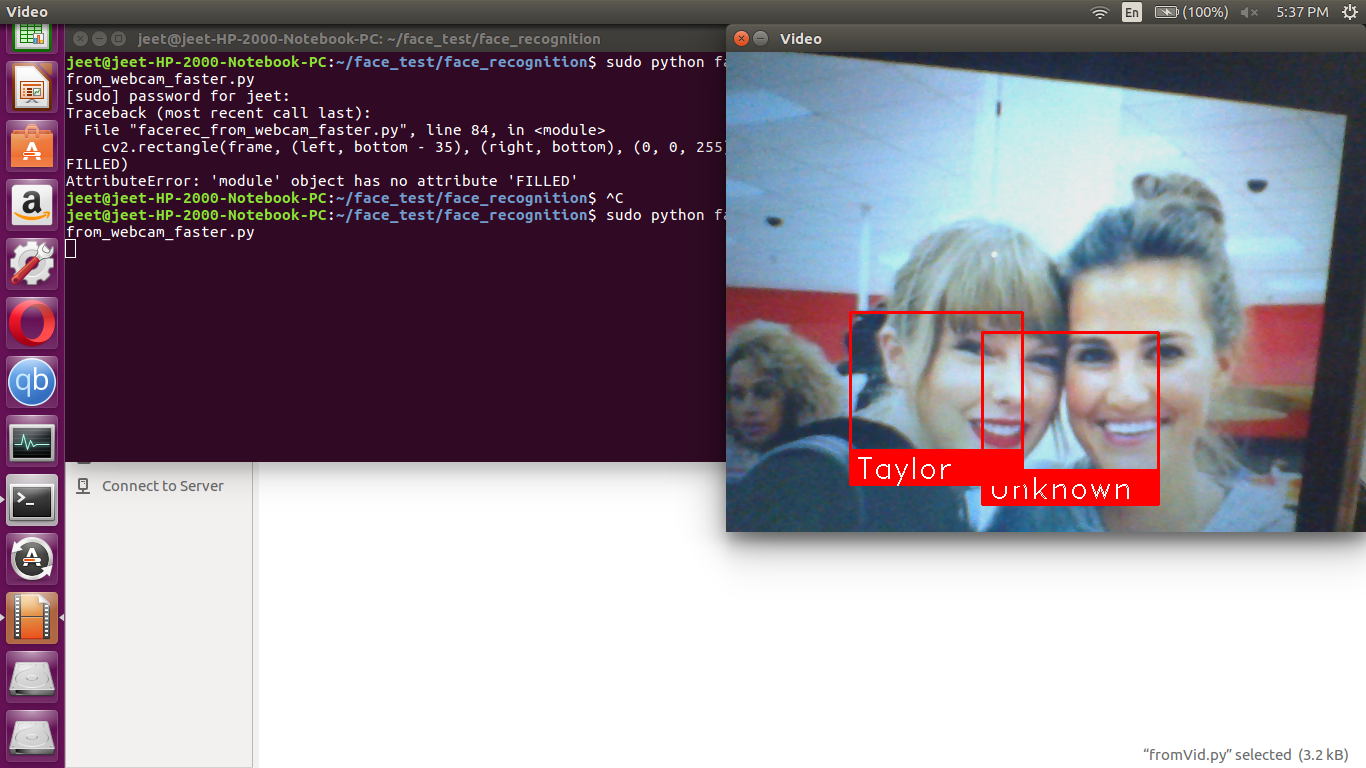 Video
En
(100%)
5:37 PM
jeet@jeet-HP-2000-Notebook-PC: ~/face_test/face_recognition
jeet@jeet-HP-2000-Notebook-PC:~/face_test/face_recognition$ sudo python fa
from_webcam_faster.py
[sudo] password for jeet:
Traceback (most recent call last):
File "facerec_from_webcam_faster.py", line 84, in <module>
cv2.rectangle(frame, (left, bottom - 35), (right, bottom), (0, 0, 255)
FILLED)
AttributeError: 'module' object has no attribute 'FILLED'
jeet@jeet-HP-2000-Notebook-PC:~/face_test/face_recognition$ ^C
jeet@jeet-HP-2000-Notebook-PC:~/face_test/face_recognition$ sudo python fa
from_webcam_faster.py
Video
Taylor
Unknown
a
qb
Connect to Server
“fromVid.py” selected (3.2 kB)